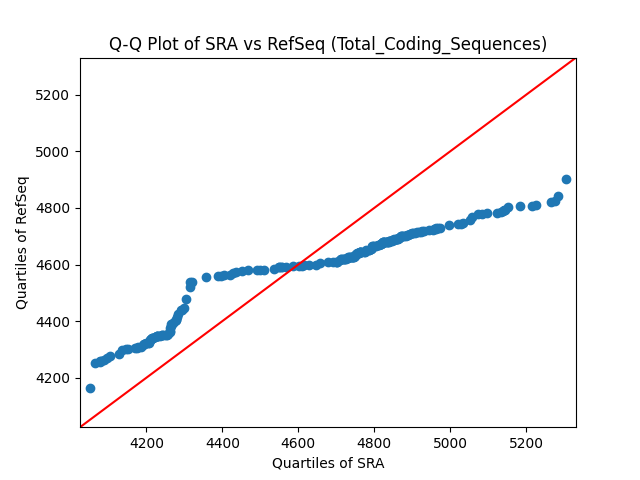 Q-Q Plot of SRA vs RefSeq (Total_Coding_Sequences)
5200
5000
4800
4600
4400
4200
Quartiles of RefSeq
4200 4400 4600 4800 5000 5200
Quartiles of SRA